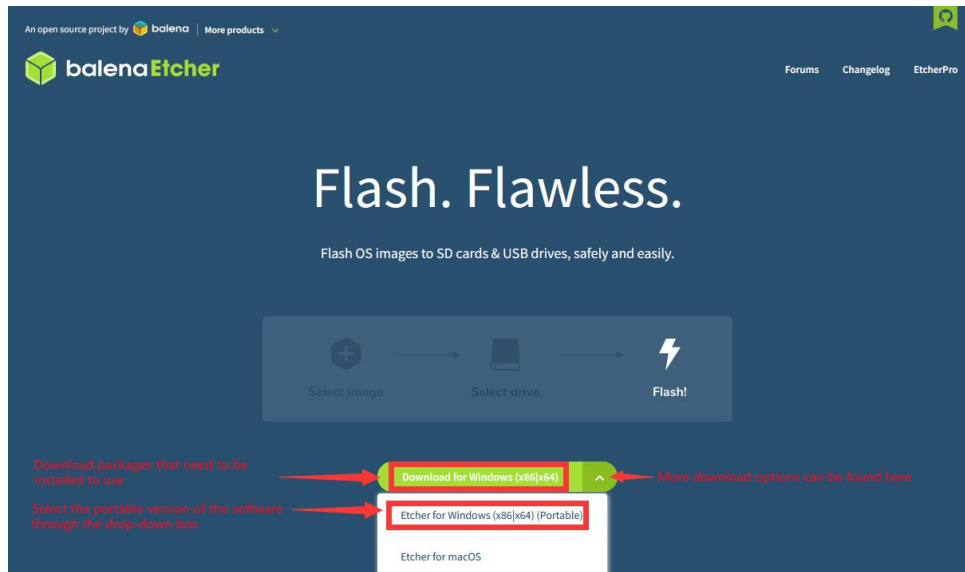 An open source project by balena More products
balenaEtcher
Forums Changelog EtcherPro
Flash. Flawless.
Flash OS images to SD cards & USB drives, safely and easily.
Select image Select drive Flash!
Download packages that need to be
installed to use
Download for Windows (x86|x64)
More download options can be found here
Select the portable version of the software
through the drop-down box
Etcher for Windows (x86|x64) (Portable)
Etcher for macOS